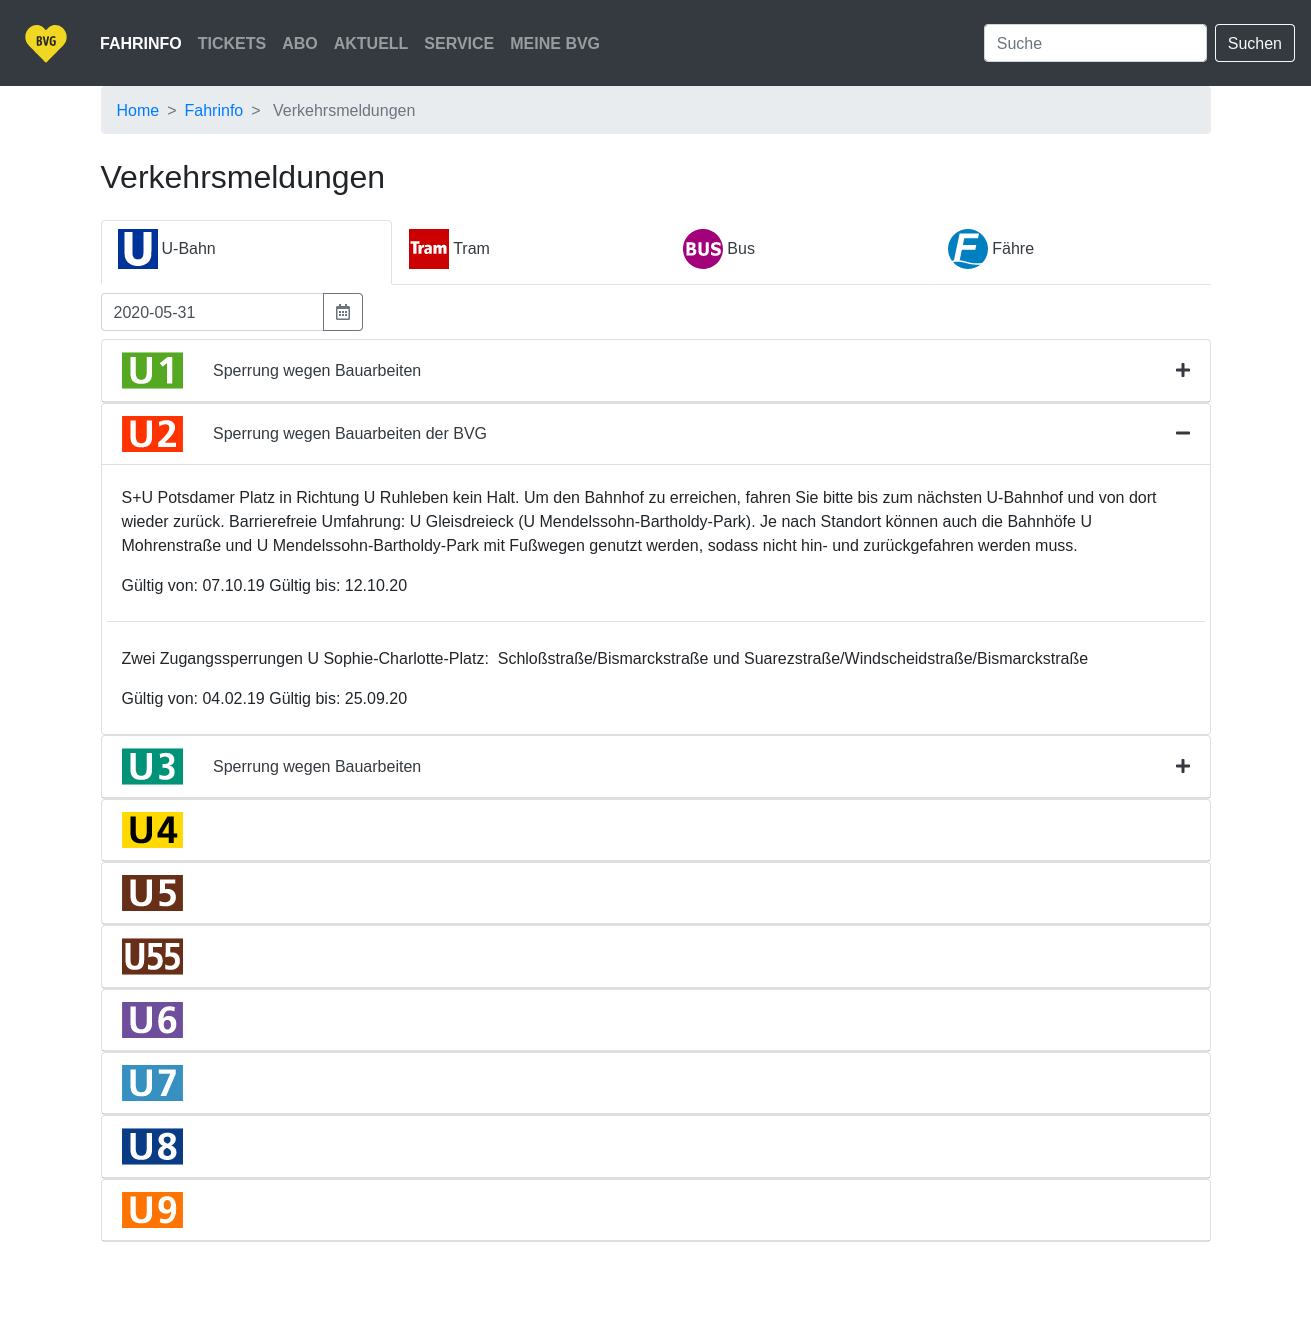 BVG FAHRINFO TICKETS ABO AKTUELL SERVICE MEINE BVG Suche Suchen
Home > Fahrinfo > Verkehrsmeldungen
Verkehrsmeldungen
U U-Bahn Tram Tram BUS Bus F Fähre
2020-05-31
U1 Sperrung wegen Bauarbeiten
U2 Sperrung wegen Bauarbeiten der BVG
S+U Potsdamer Platz in Richtung U Ruhleben kein Halt. Um den Bahnhof zu erreichen, fahren Sie bitte bis zum nächsten U-Bahnhof und von dort
wieder zurück. Barrierefreie Umfahrung: U Gleisdreieck (U Mendelssohn-Bartholdy-Park). Je nach Standort können auch die Bahnhöfe U
Mohrenstraße und U Mendelssohn-Bartholdy-Park mit Fußwegen genutzt werden, sodass nicht hin- und zurückgefahren werden muss.
Gültig von: 07.10.19 Gültig bis: 12.10.20
Zwei Zugangssperrungen U Sophie-Charlotte-Platz:  Schloßstraße/Bismarckstraße und Suarezstraße/Windscheidstraße/Bismarckstraße
Gültig von: 04.02.19 Gültig bis: 25.09.20
U3 Sperrung wegen Bauarbeiten
U4
U5
U55
U6
U7
U8
U9